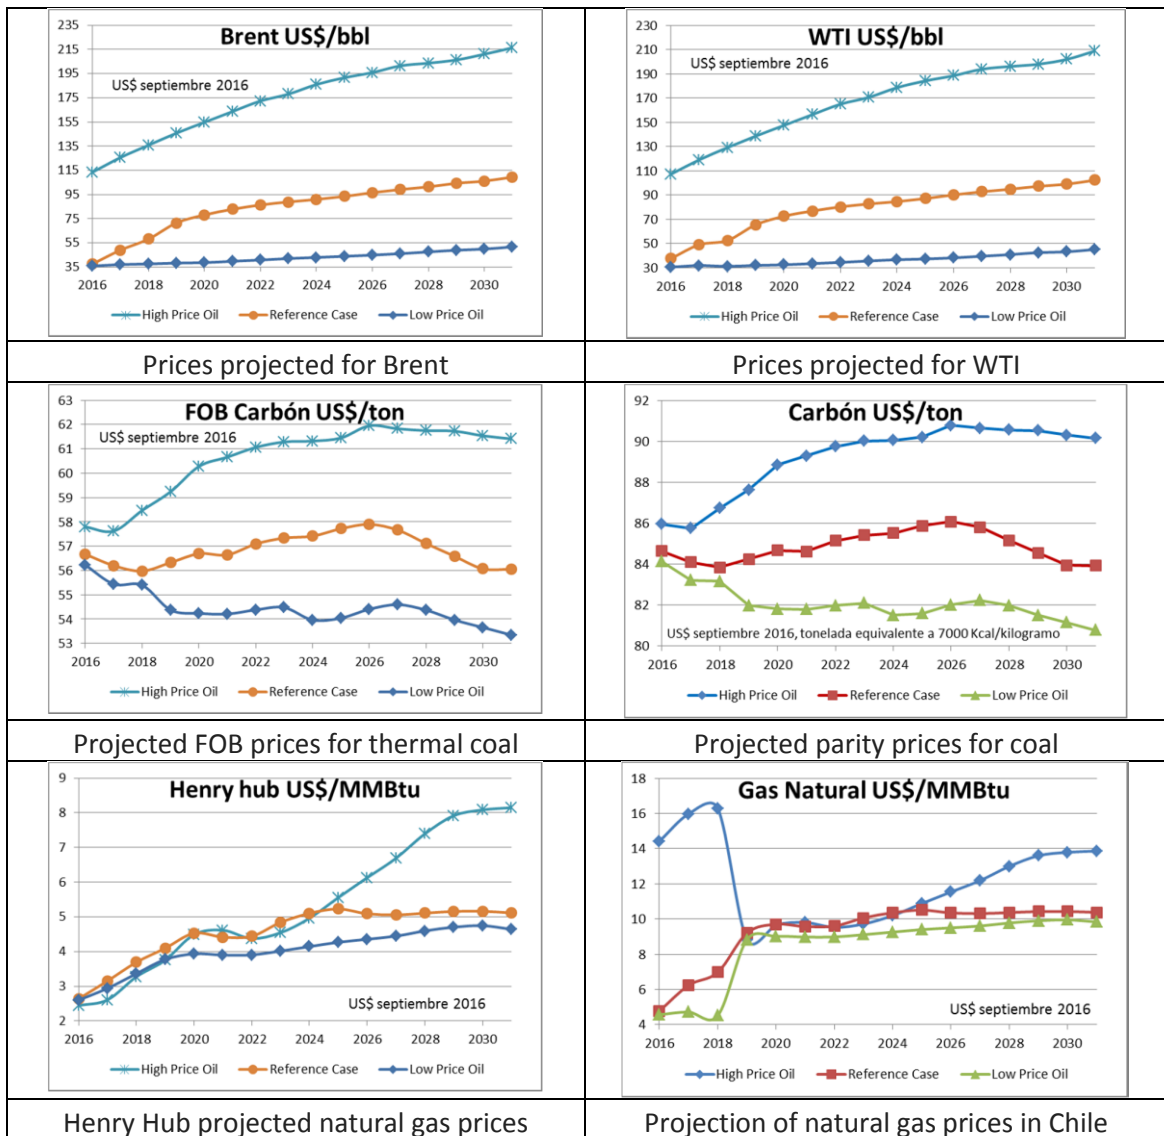 Brent US$/bbl
US$ septiembre 2016
235
215
195
175
155
135
115
95
75
55
35
2016 2018 2020 2022 2024 2026 2028 2030
High Price Oil Reference Case Low Price Oil
Prices projected for Brent
WTI US$/bbl
US$ septiembre 2016
230
210
190
170
150
130
110
90
70
50
30
2016 2018 2020 2022 2024 2026 2028 2030
High Price Oil Reference Case Low Price Oil
Prices projected for WTI
FOB Carbón US$/ton
US$ septiembre 2016
63
62
61
60
59
58
57
56
55
54
53
2016 2018 2020 2022 2024 2026 2028 2030
High Price Oil Reference Case Low Price Oil
Projected FOB prices for thermal coal
Carbón US$/ton
92
90
88
86
84
82
80
US$ septiembre 2016, tonelada equivalente a 7000 Kcal/kilogramo
2016 2018 2020 2022 2024 2026 2028 2030
High Price Oil Reference Case Low Price Oil
Projected parity prices for coal
Henry hub US$/MMBtu
9
8
7
6
5
4
3
2
US$ septiembre 2016
2016 2018 2020 2022 2024 2026 2028 2030
High Price Oil Reference Case Low Price Oil
Henry Hub projected natural gas prices
Gas Natural US$/MMBtu
18
16
14
12
10
8
6
4
US$ septiembre 2016
2016 2018 2020 2022 2024 2026 2028 2030
High Price Oil Reference Case Low Price Oil
Projection of natural gas prices in Chile